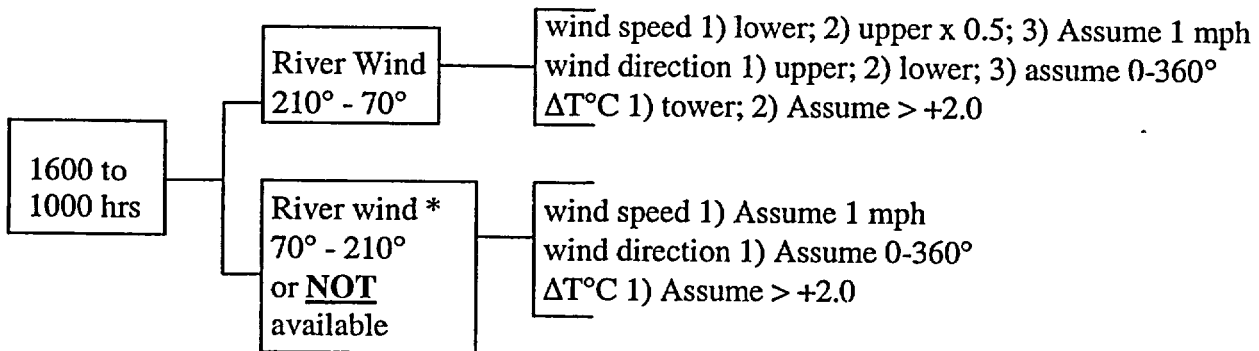 1600 to
1000 hrs
River Wind
210° - 70°
wind speed 1) lower; 2) upper x 0.5; 3) Assume 1 mph
wind direction 1) upper; 2) lower; 3) assume 0-360°
ΔT°C 1) tower; 2) Assume > +2.0
River wind *
70° - 210°
or NOT
available
wind speed 1) Assume 1 mph
wind direction 1) Assume 0-360°
ΔT°C 1) Assume > +2.0